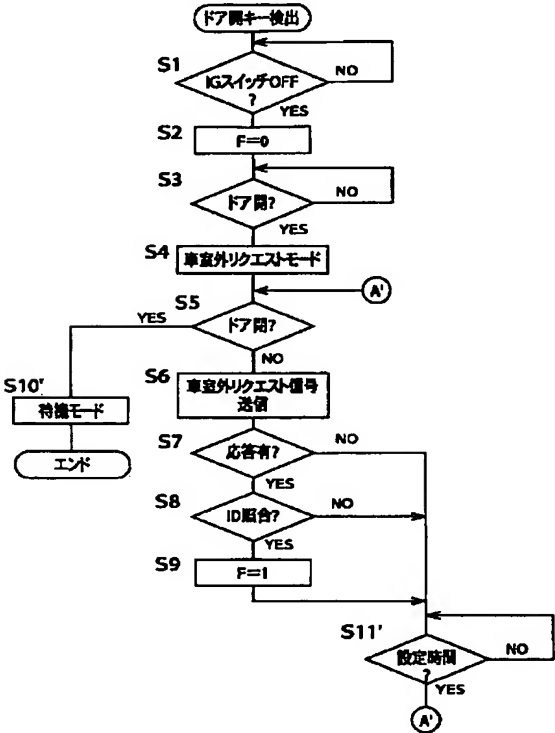 ドア開キー検出
S1
IGスイッチOFF
?
NO
YES
S2
F=0
S3
ドア開?
NO
YES
S4
車室外リクエストモード
A'
S5
ドア閉?
YES
NO
S6
車室外リクエスト信号
送信
S10'
待機モード
エンド
S7
応答有?
NO
YES
S8
ID照合?
NO
YES
S9
F=1
S11'
設定時間
?
NO
YES
A'